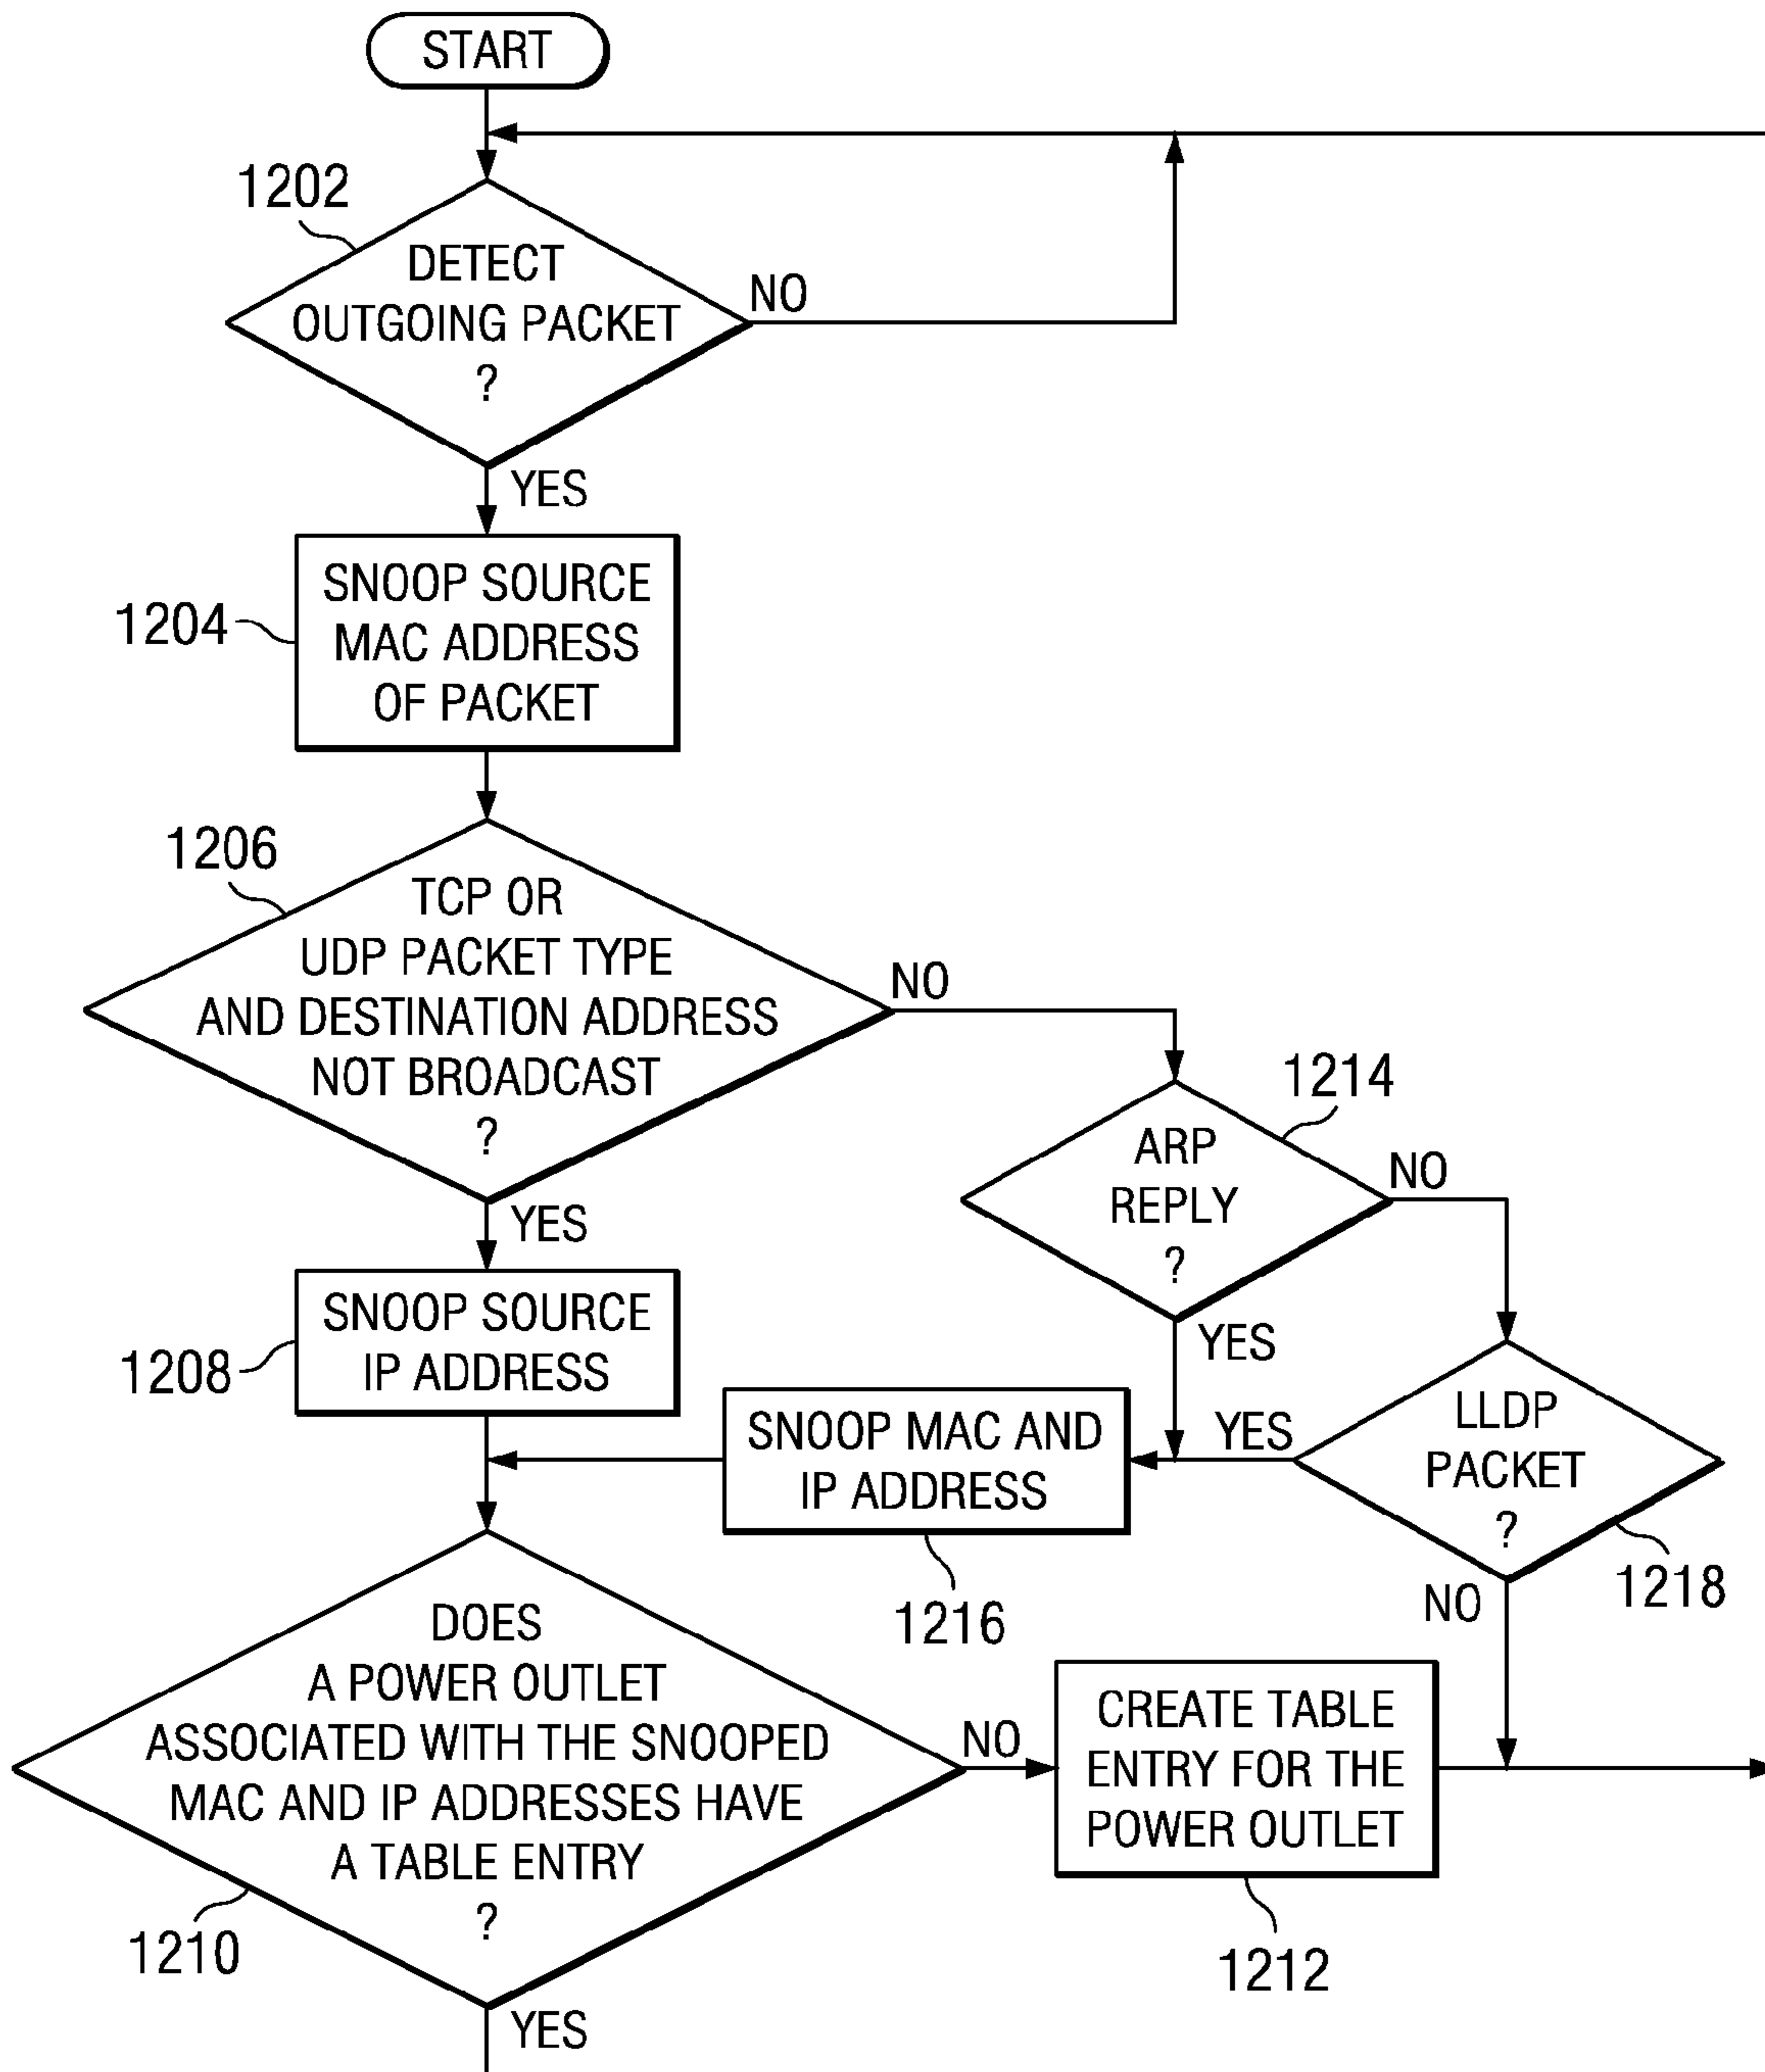 START
1202
DETECT
OUTGOING PACKET
?
NO
YES
SNOOP SOURCE
MAC ADDRESS
OF PACKET
1204
1206
TCP OR
UDP PACKET TYPE
AND DESTINATION ADDRESS
NOT BROADCAST
?
NO
YES
1214
ARP
REPLY
?
NO
YES
SNOOP SOURCE
IP ADDRESS
1208
SNOOP MAC AND
IP ADDRESS
1216
YES
LLDP
PACKET
?
1218
NO
DOES
A POWER OUTLET
ASSOCIATED WITH THE SNOOPED
MAC AND IP ADDRESSES HAVE
A TABLE ENTRY
?
1210
NO
YES
CREATE TABLE
ENTRY FOR THE
POWER OUTLET
1212